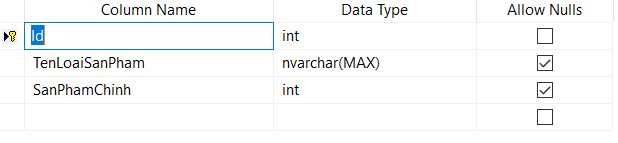 Column Name Data Type Allow Nulls
Id int
TenLoaiSanPham nvarchar(MAX)
SanPhamChinh int